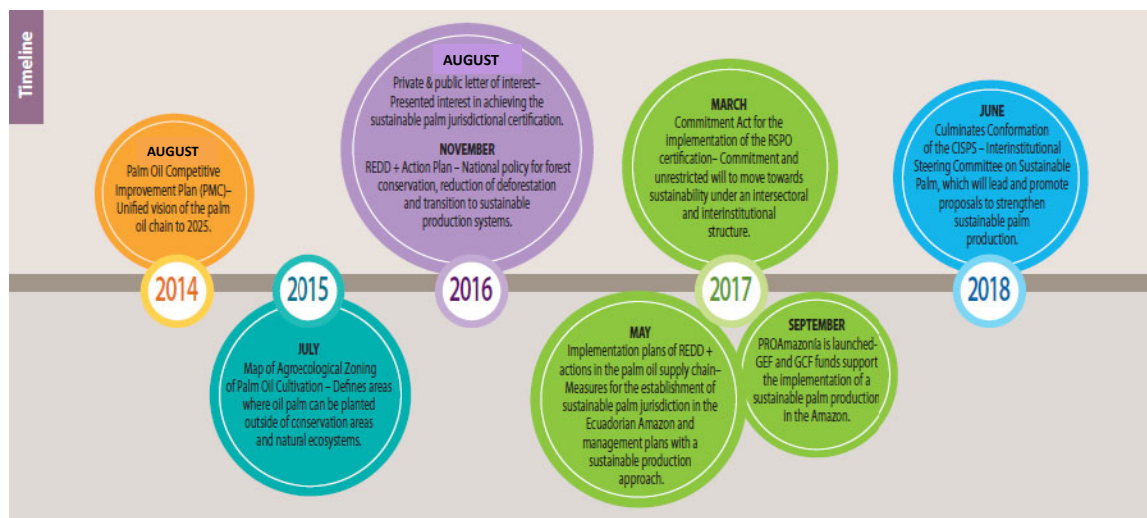 Timeline
AUGUST
Palm Oil Competitive
Improvement Plan (PMC)–
Unified vision of the palm
oil chain to 2025.
2014
2015
JULY
Map of Agroecological Zoning
of Palm Oil Cultivation – Defines areas
where oil palm can be planted
outside of conservation areas
and natural ecosystems.
AUGUST
Private & public letter of interest–
Presented interest in achieving the
sustainable palm jurisdictional certification.
NOVEMBER
REDD + Action Plan – National policy for forest
conservation, reduction of deforestation
and transition to sustainable
production systems.
2016
MARCH
Commitment Act for the
implementation of the RSPO
certification– Commitment and
unrestricted will to move towards
sustainability under an intersectoral
and interinstitutional
structure.
2017
MAY
Implementation plans of REDD +
actions in the palm oil supply chain–
Measures for the establishment of
sustainable palm jurisdiction in the
Ecuadorian Amazon and
management plans with a
sustainable production
approach.
SEPTEMBER
PROAmazonía is launched-
GEF and GCF funds support
the implementation of a
sustainable palm production
in the Amazon.
JUNE
Culminates Conformation
of the CISPS – Interinstitutional
Steering Committee on Sustainable
Palm, which will lead and promote
proposals to strengthen
sustainable palm
production.
2018